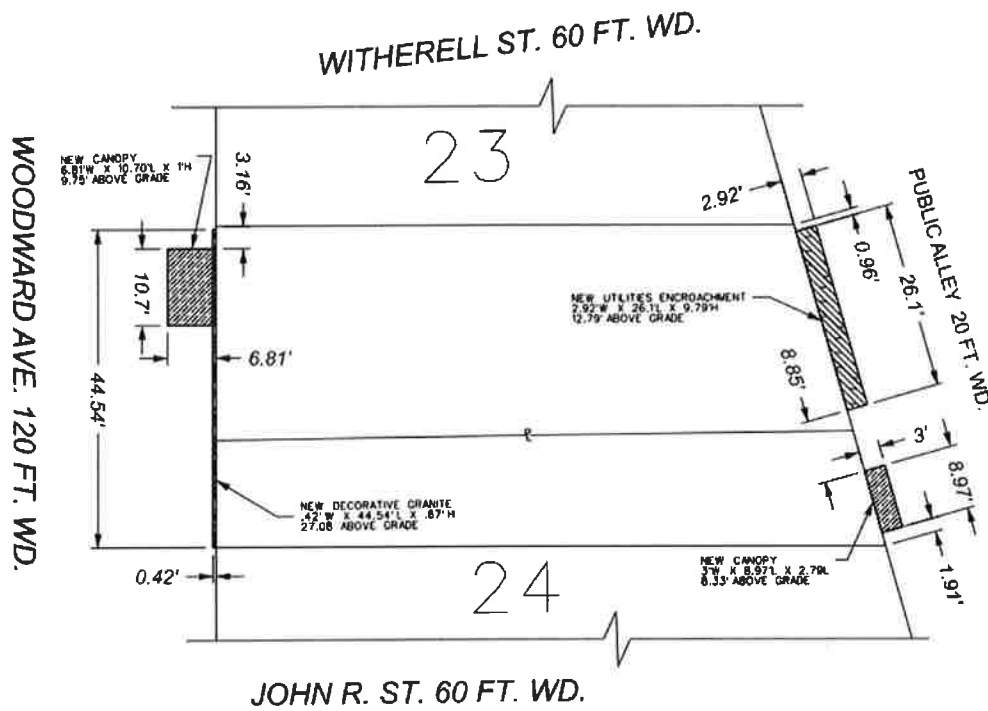 WITHERELL ST. 60 FT. WD.
23
NEW CANOPY
6.81'W X 10.70'L X 1'H
9.75' ABOVE GRADE
3.16'
2.92'
PUBLIC ALLEY 20 FT. WD.
0.96'
26.1'
WOODWARD AVE. 120 FT. WD.
10.7'
NEW UTILITIES ENCROACHMENT
2.92'W X 26.1'L X 9.79'H
12.79' ABOVE GRADE
6.81'
44.54'
8.85'
3'
8.97'
NEW DECORATIVE GRANITE
.42'W X 44.54'L X .67'H
27.08 ABOVE GRADE
NEW CANOPY
3'W X 8.97'L X 2.79L
8.33' ABOVE GRADE
1.91'
0.42'
24
JOHN R. ST. 60 FT. WD.